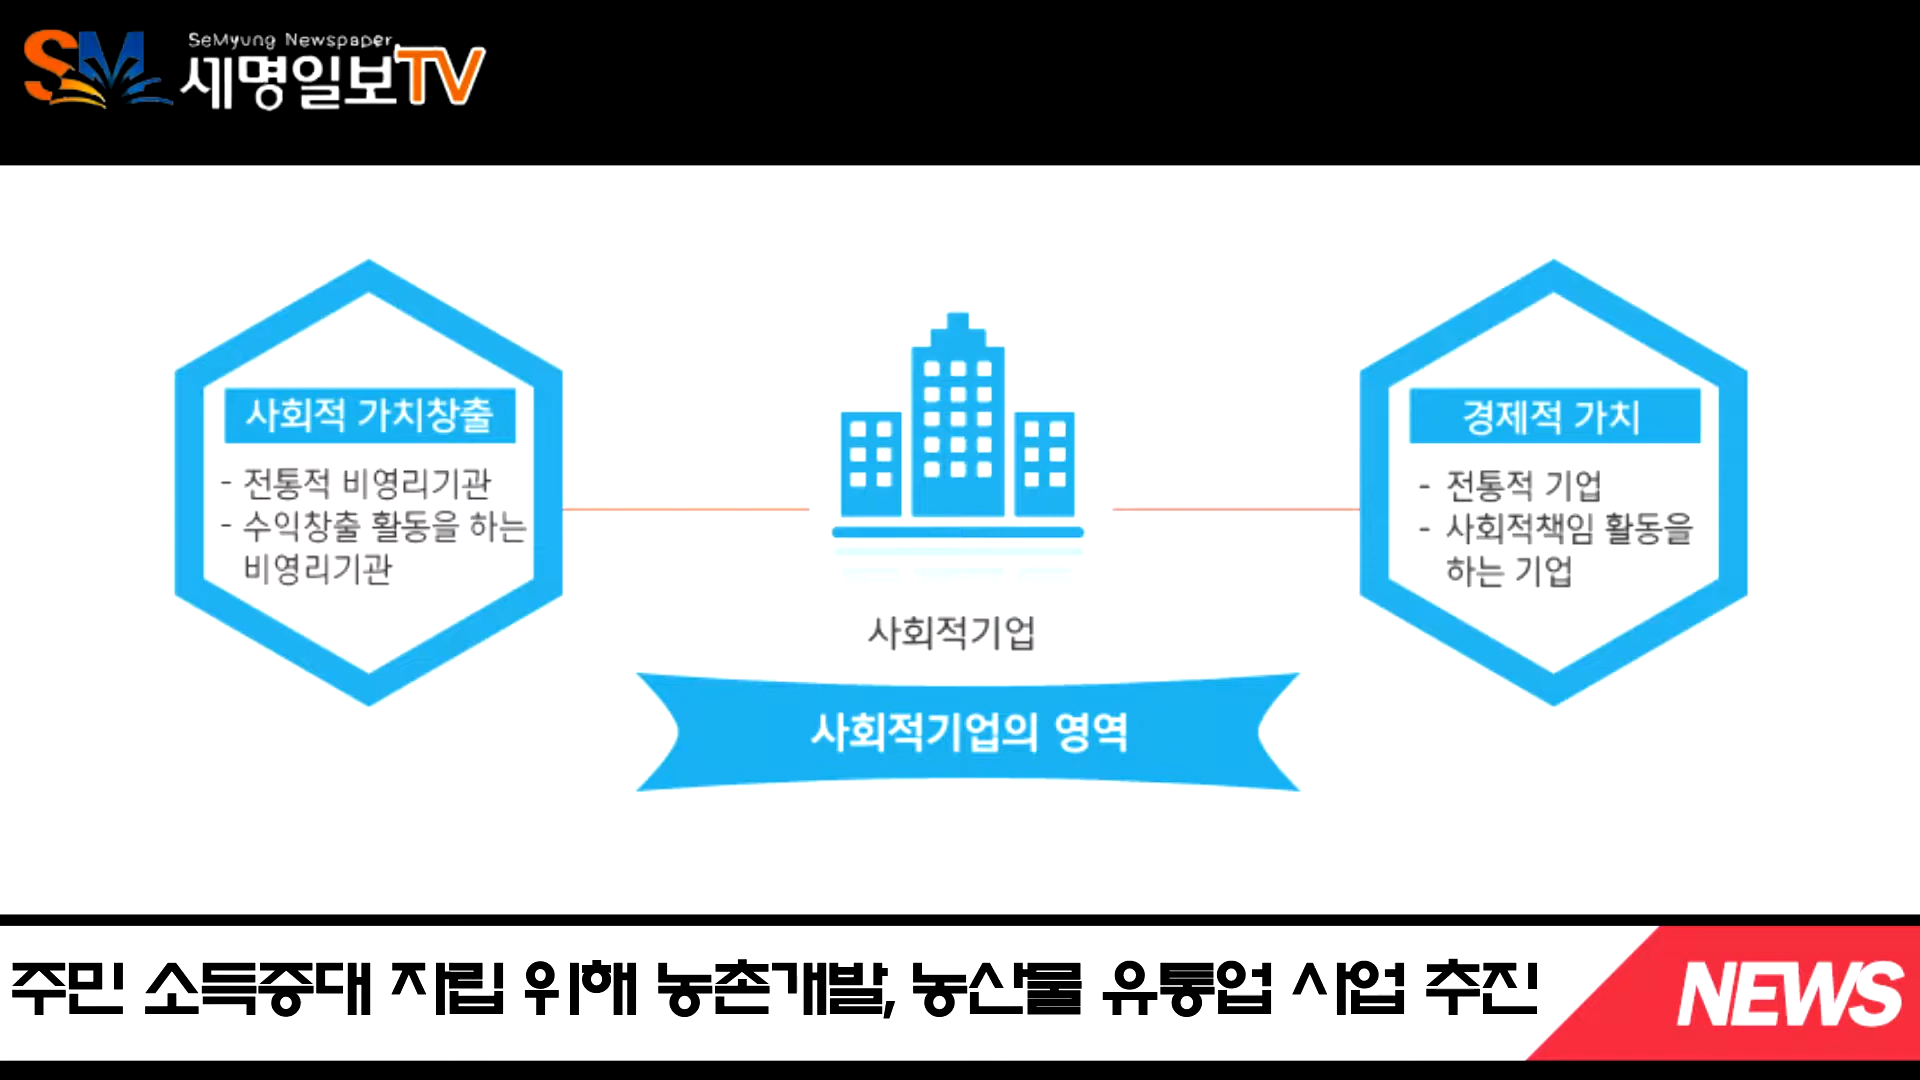 SeMyung Newspaper
SM 세명일보TV
사회적 가치창출
- 전통적 비영리기관
- 수익창출 활동을 하는
비영리기관
사회적기업
사회적기업의 영역
경제적 가치
- 전통적 기업
- 사회적책임 활동을
하는 기업
주민 소득증대 자립 위해 농촌개발, 농산물 유통업 사업 추진
NEWS